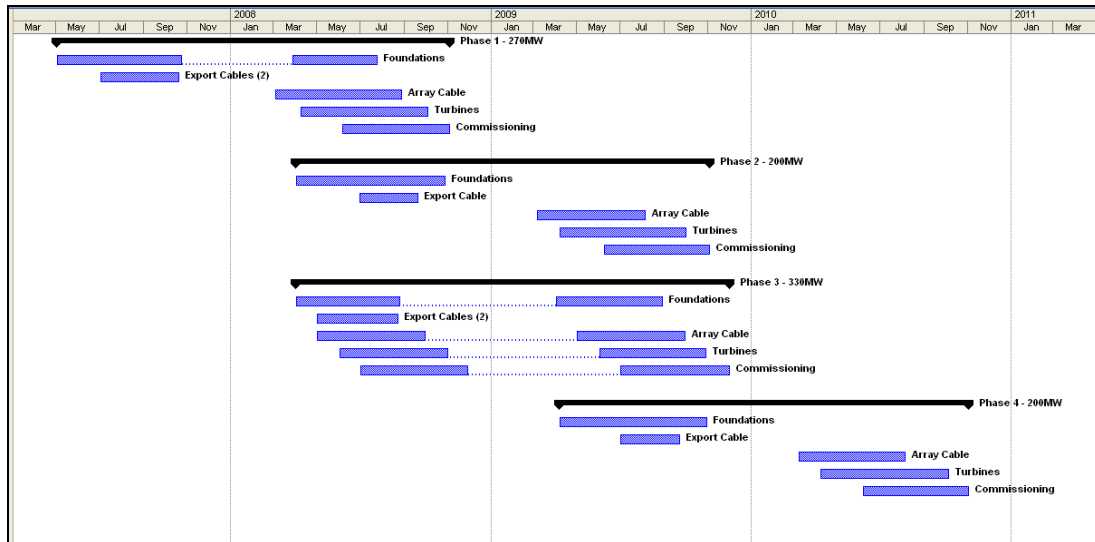 2008 2009 2010 2011
Mar May Jul Sep Nov Jan Mar May Jul Sep Nov Jan Mar May Jul Sep Nov Jan Mar May Jul Sep Nov Jan Mar
Phase 1 - 270MW
Foundations
Export Cables (2)
Array Cable
Turbines
Commissioning
Phase 2 - 200MW
Foundations
Export Cable
Array Cable
Turbines
Commissioning
Phase 3 - 330MW
Foundations
Export Cables (2)
Array Cable
Turbines
Commissioning
Phase 4 - 200MW
Foundations
Export Cable
Array Cable
Turbines
Commissioning